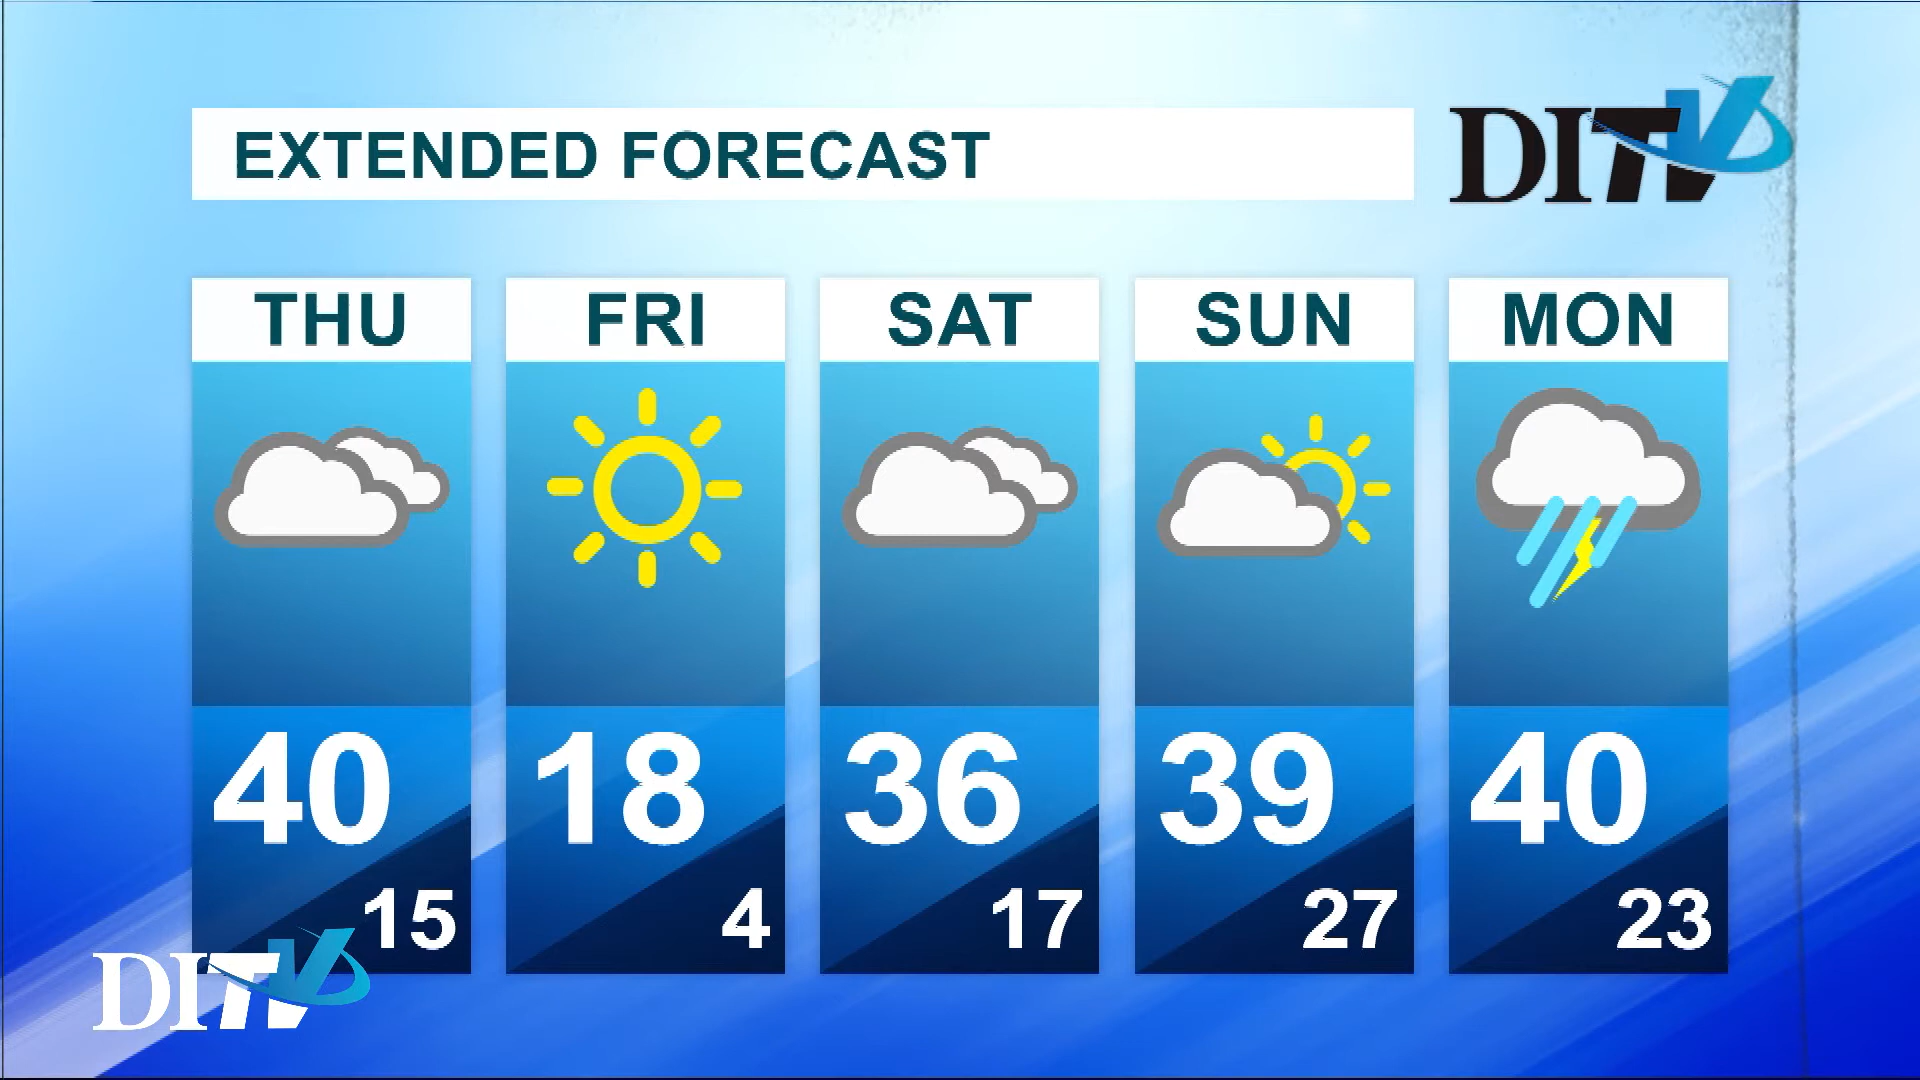 EXTENDED FORECAST
DITV
THU
FRI
SAT
SUN
MON
40
18
36
39
40
15
4
17
27
23
DITV